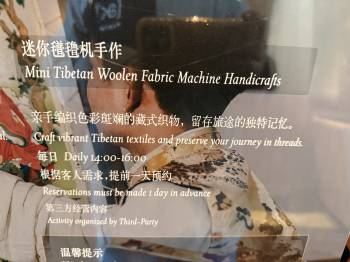 迷你氆氇机手作
Mini Tibetan Woolen Fabric Machine Handicrafts
亲手编织色彩斑斓的藏式织物，留存旅途的独特记忆。
Craft vibrant Tibetan textiles and preserve your journey in threads.
每日 Daily 14:00-16:00
根据客人需求，提前一天预约
Reservations must be made 1 day in advance
第三方经营内容
Activity organized by Third-Party
温馨提示